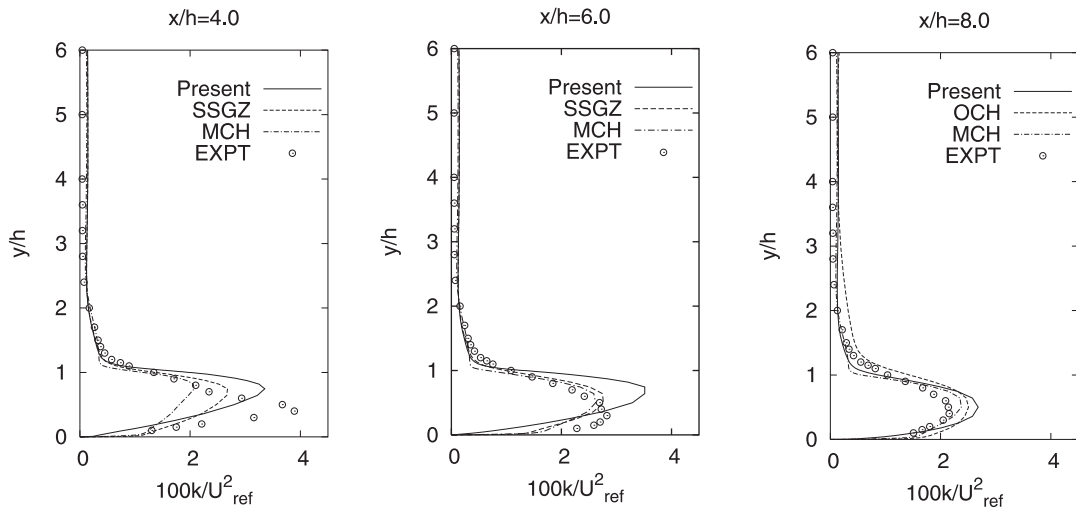 x/h=4.0
6
5
4
3
2
1
0
y/h
Present
SSGZ
MCH
EXPT
0 2 4
100k/U²ref
x/h=6.0
6
5
4
3
2
1
0
y/h
Present
SSGZ
MCH
EXPT
0 2 4
100k/U²ref
x/h=8.0
6
5
4
3
2
1
0
y/h
Present
OCH
MCH
EXPT
0 2 4
100k/U²ref